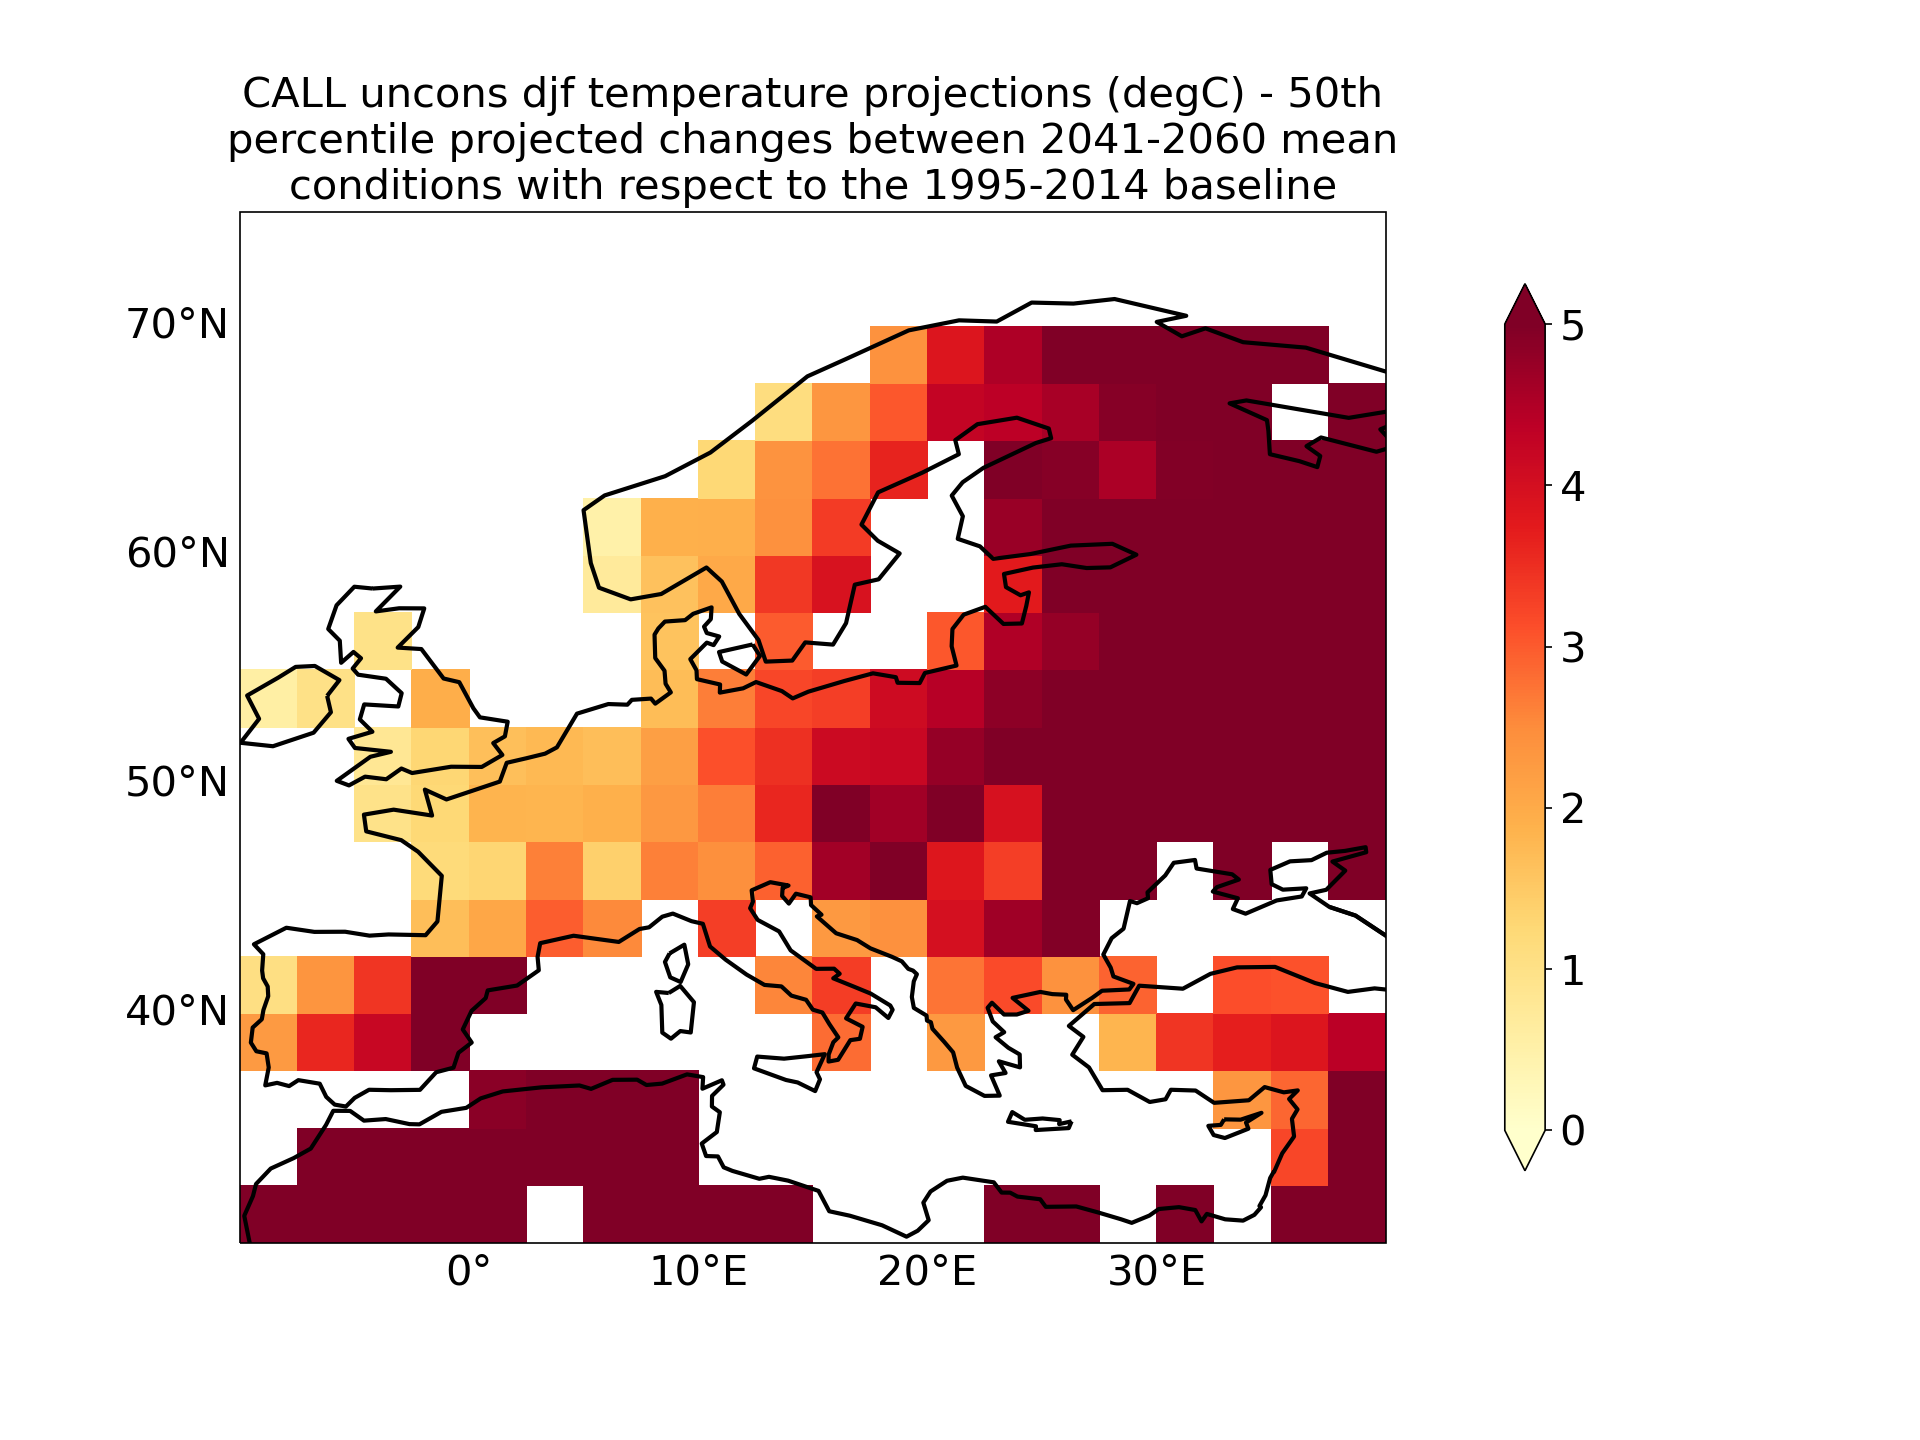 CALL uncons djf temperature projections (degC) - 50th
percentile projected changes between 2041-2060 mean
conditions with respect to the 1995-2014 baseline
70°N
60°N
50°N
40°N
0°
10°E
20°E
30°E
5
4
3
2
1
0